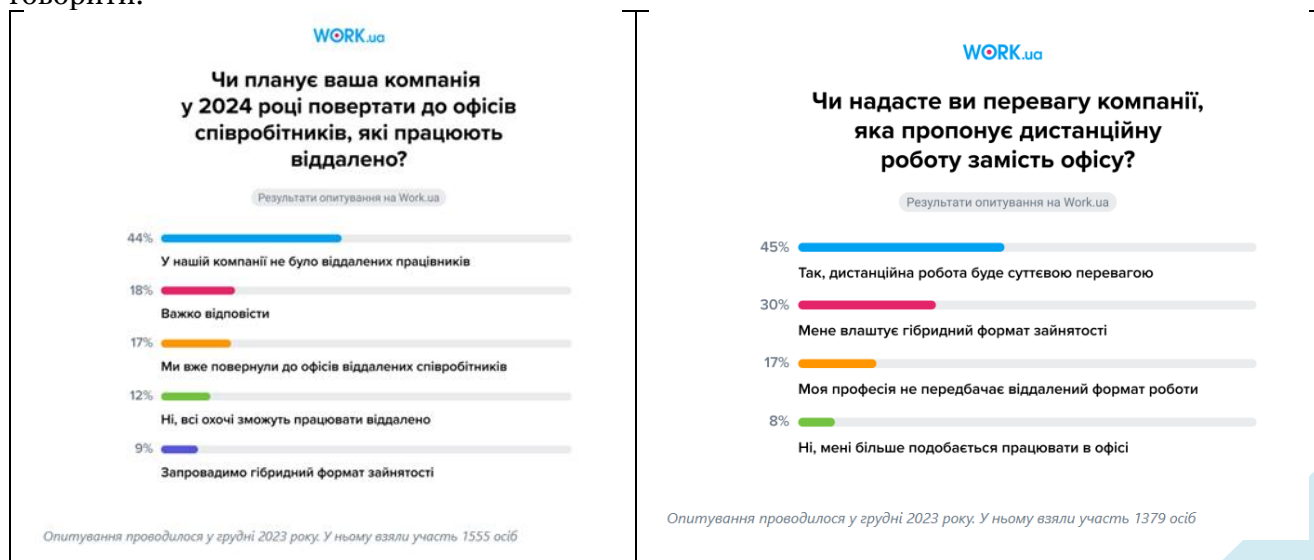 говорити.
WORK.ua
Чи планує ваша компанія
у 2024 році повертати до офісів
співробітників, які працюють
віддалено?
Результати опитування на Work.ua
44%
У нашій компанії не було віддалених працівників
18%
Важко відповісти
17%
Ми вже повернули до офісів віддалених співробітників
12%
Ні, всі охочі зможуть працювати віддалено
9%
Запровадимо гібридний формат зайнятості
Опитування проводилося у грудні 2023 року. У ньому взяли участь 1555 осіб
WORK.ua
Чи надасте ви перевагу компанії,
яка пропонує дистанційну
роботу замість офісу?
Результати опитування на Work.ua
45%
Так, дистанційна робота буде суттєвою перевагою
30%
Мене влаштує гібридний формат зайнятості
17%
Моя професія не передбачає віддалений формат роботи
8%
Ні, мені більше подобається працювати в офісі
Опитування проводилося у грудні 2023 року. У ньому взяли участь 1379 осіб